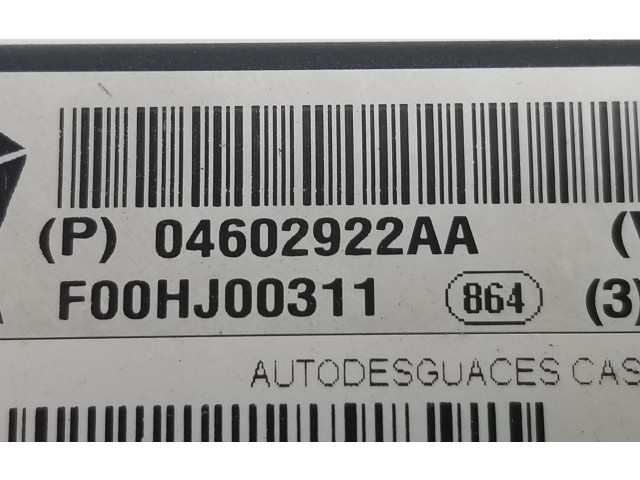 (P) 04602922AA (V
F00HJ00311 864 (3)
AUTODESGUACES CAS